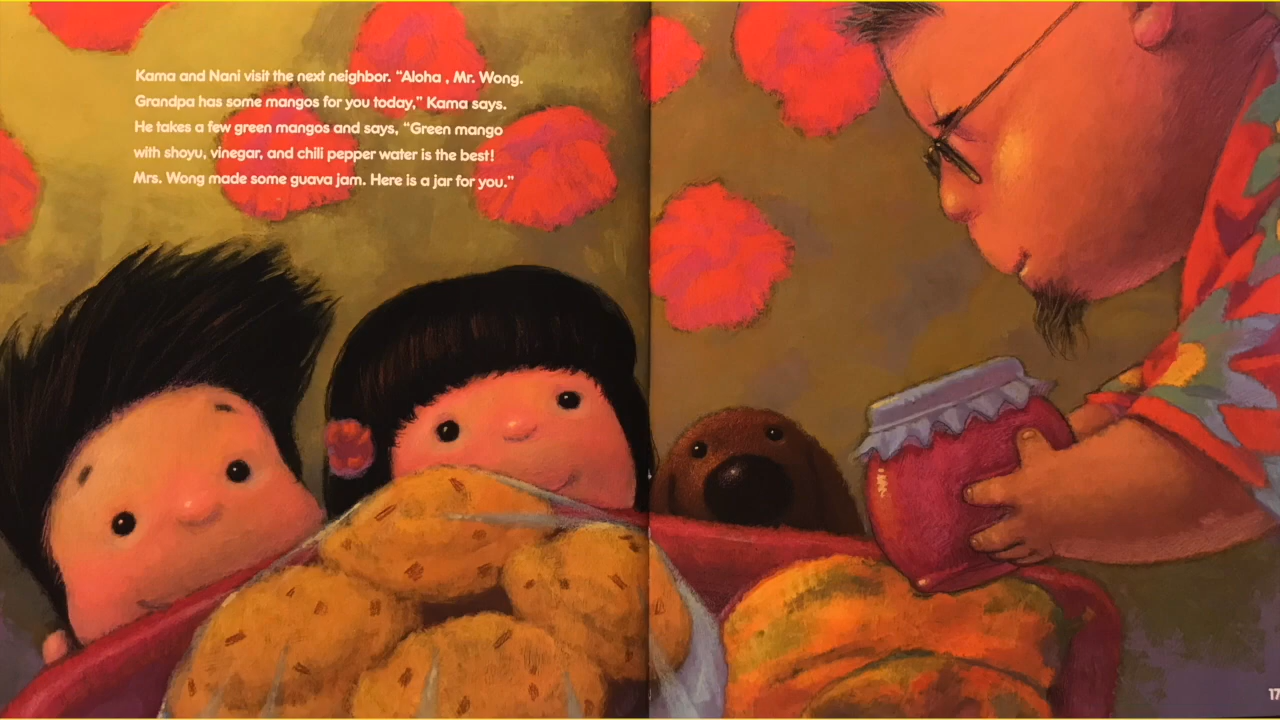 Kama and Nani visit the next neighbor. “Aloha , Mr. Wong.
Grandpa has some mangos for you today,” Kama says.
He takes a few green mangos and says, “Green mango
with shoyu, vinegar, and chili pepper water is the best!
Mrs. Wong made some guava jam. Here is a jar for you.”
17